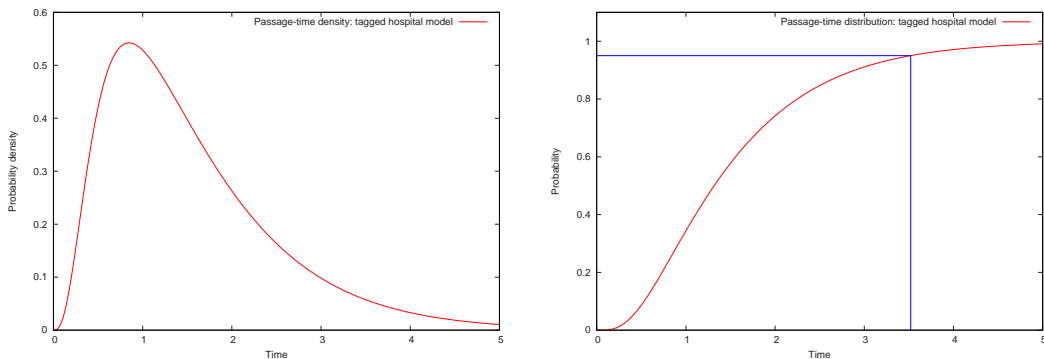 Passage-time density: tagged hospital model
0.6
0.5
0.4
0.3
0.2
0.1
0
Probability density
0 1 2 3 4 5
Time
Passage-time distribution: tagged hospital model
1
0.8
0.6
0.4
0.2
0
Probability
0 1 2 3 4 5
Time